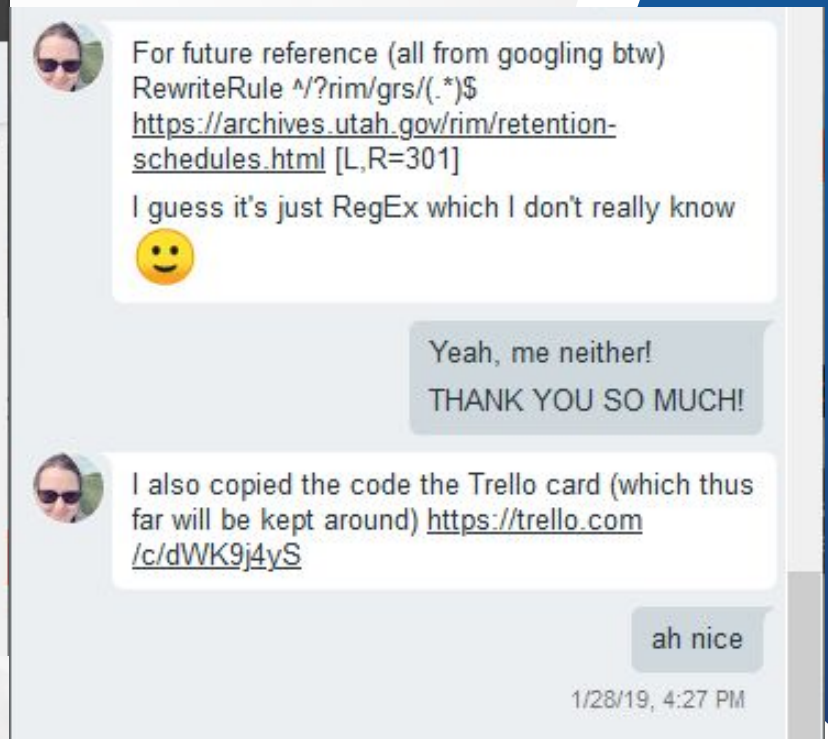 For future reference (all from googling btw)
RewriteRule ^/?rim/grs/(.*)$
https://archives.utah.gov/rim/retention-
schedules.html [L,R=301]
I guess it's just RegEx which I don't really know
Yeah, me neither!
THANK YOU SO MUCH!
I also copied the code the Trello card (which thus
far will be kept around) https://trello.com
/c/dWK9j4yS
ah nice
1/28/19, 4:27 PM